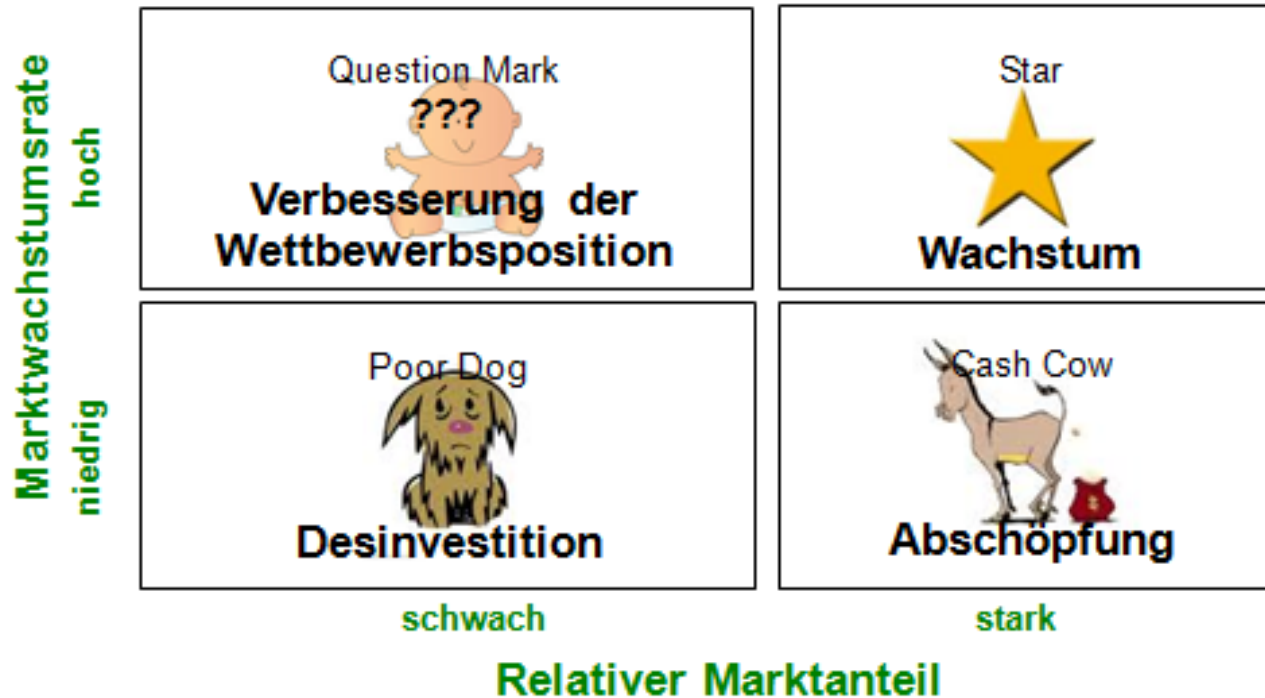 Marktwachstumsrate
hoch
niedrig
Question Mark
???
Verbesserung der
Wettbewerbsposition
Star
Wachstum
Poor Dog
Desinvestition
Cash Cow
Abschöpfung
schwach
stark
Relativer Marktanteil